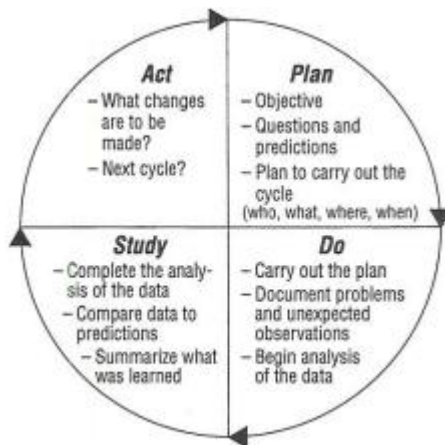 Act
– What changes
are to be
made?
– Next cycle?
Plan
– Objective
– Questions and
predictions
– Plan to carry out the
cycle
(who, what, where, when)
Study
– Complete the analy-
sis of the data
– Compare data to
predictions
– Summarize what
was learned
Do
– Carry out the plan
– Document problems
and unexpected
observations
– Begin analysis
of the data